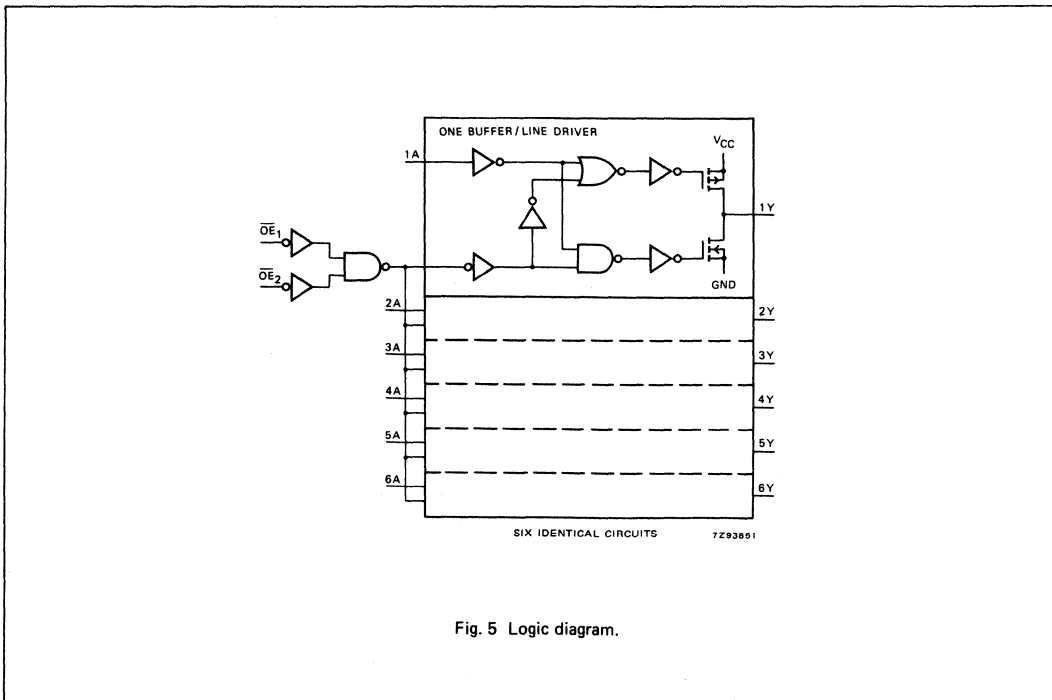 ONE BUFFER/LINE DRIVER
VCC
1A
1Y
OE1
OE2
GND
2A
2Y
3A
3Y
4A
4Y
5A
5Y
6A
6Y
SIX IDENTICAL CIRCUITS
7Z93851
Fig. 5 Logic diagram.